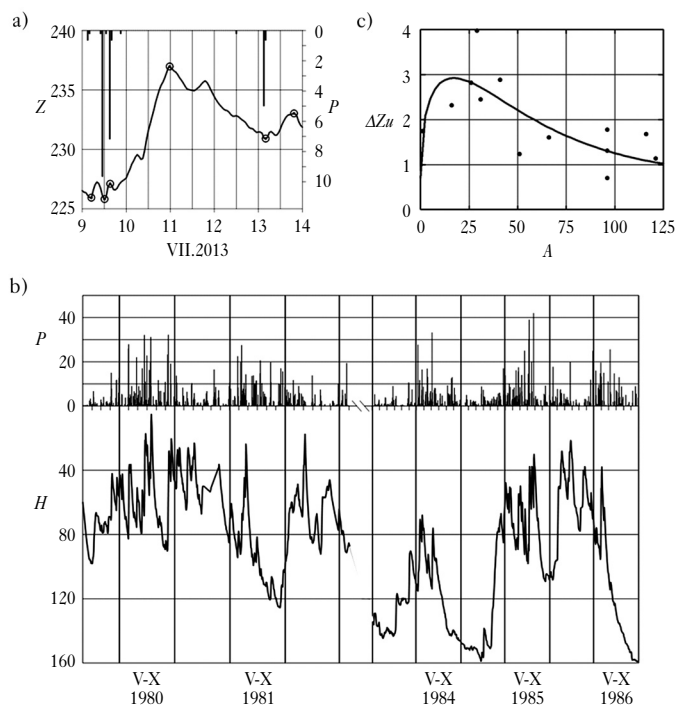 a)
240
235
Z
230
225
0
2
4
P
6
8
10
9 10 11 12 13 14
VII.2013
c)
4
3
ΔZu
2
1
0
0 25 50 75 100 125
A
b)
40
P
20
0
40
H
80
120
160
V-X V-X V-X V-X V-X
1980 1981 1984 1985 1986